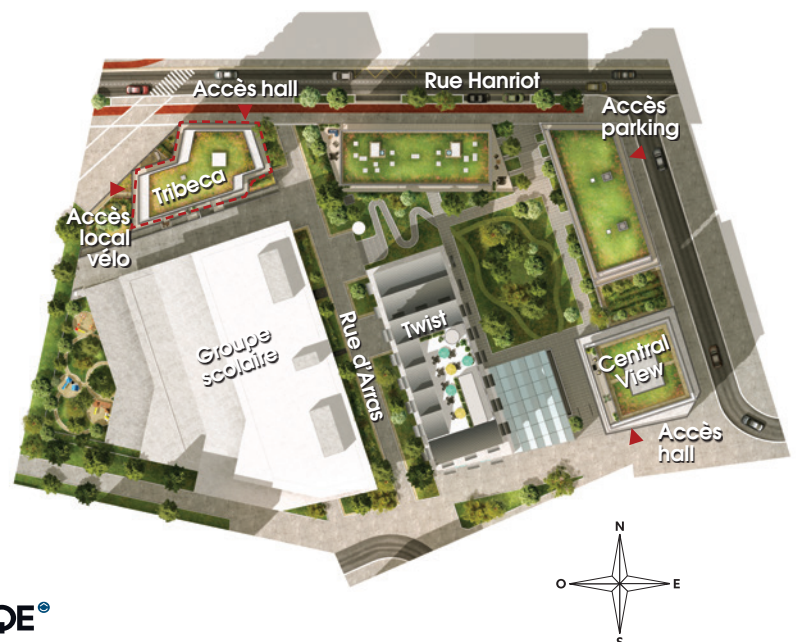 Rue Hanriot
Accès hall
Accès
parking
Tribeca
Accès
local
vélo
Groupe
scolaire
Rue d'Arras
Twist
Central
View
Accès
hall
N
O
E
S
QE